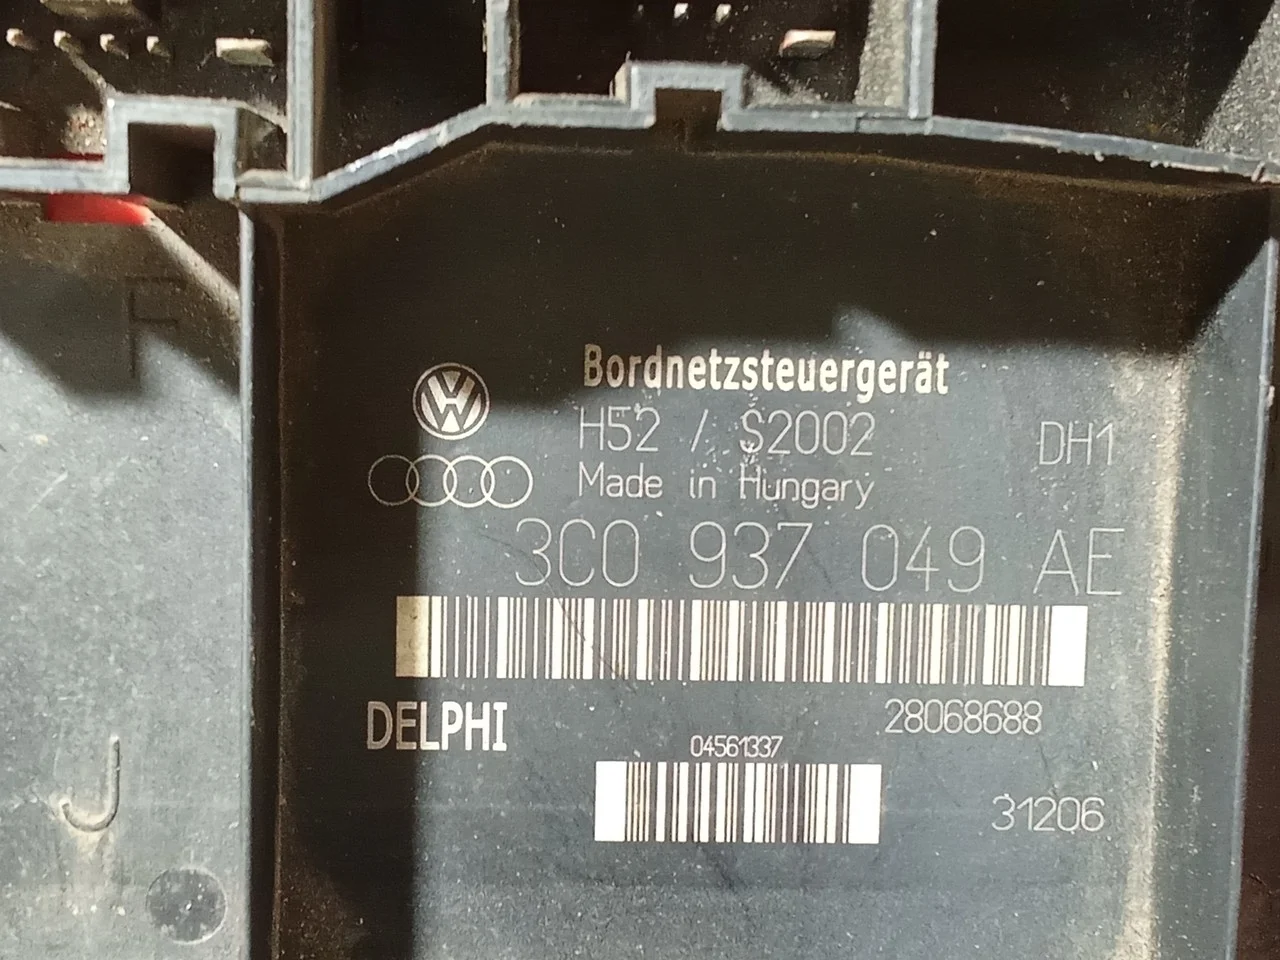 F
Bordnetzsteuergerät
H52 / S2002 DH1
Made in Hungary
3C0 937 049 AE
DELPHI 28068688
04561337
31206
J